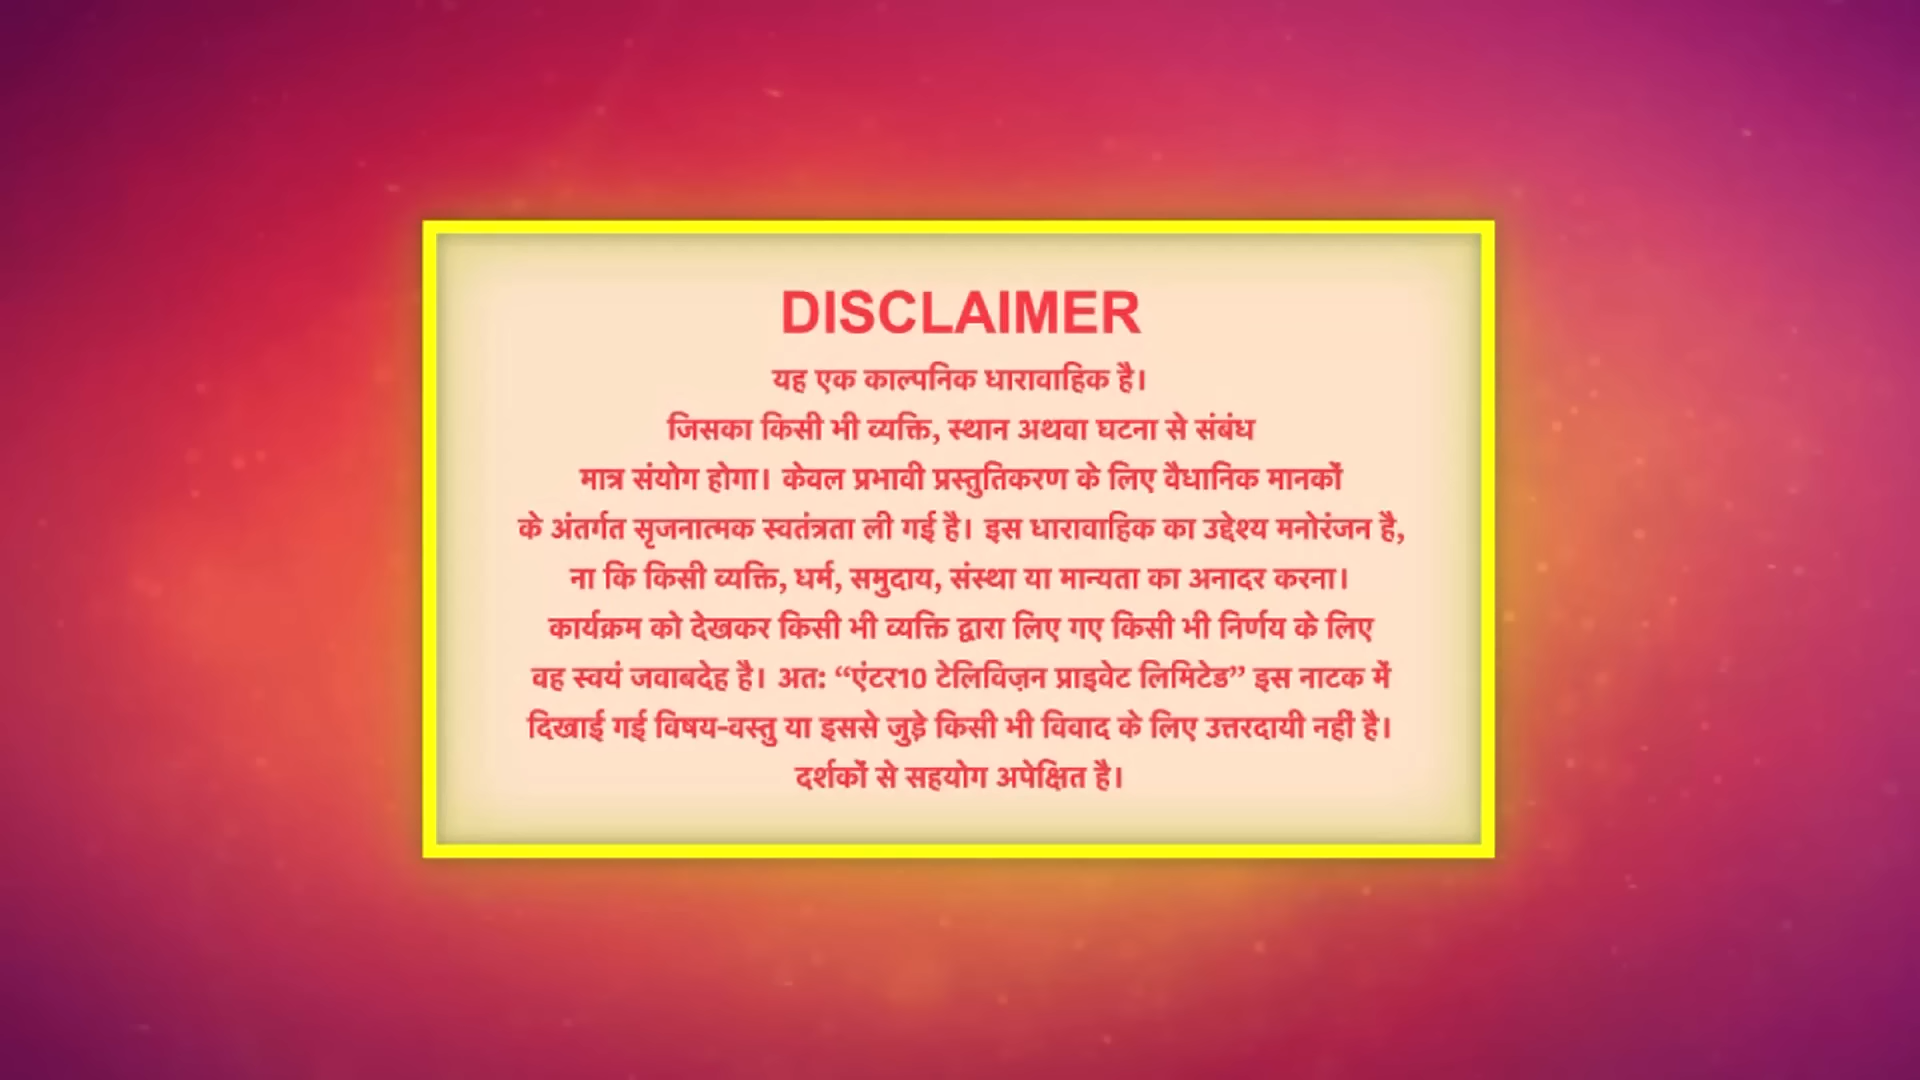 DISCLAIMER
यह एक काल्पनिक धारावाहिक है।
जिसका किसी भी व्यक्ति, स्थान अथवा घटना से संबंध
मात्र संयोग होगा। केवल प्रभावी प्रस्तुतिकरण के लिए वैधानिक मानकों
के अंतर्गत सृजनात्मक स्वतंत्रता ली गई है। इस धारावाहिक का उद्देश्य मनोरंजन है,
ना कि किसी व्यक्ति, धर्म, समुदाय, संस्था या मान्यता का अनादर करना।
कार्यक्रम को देखकर किसी भी व्यक्ति द्वारा लिए गए किसी भी निर्णय के लिए
वह स्वयं जवाबदेह है। अत: “एंटर10 टेलिविज़न प्राइवेट लिमिटेड” इस नाटक में
दिखाई गई विषय-वस्तु या इससे जुड़े किसी भी विवाद के लिए उत्तरदायी नहीं है।
दर्शकों से सहयोग अपेक्षित है।